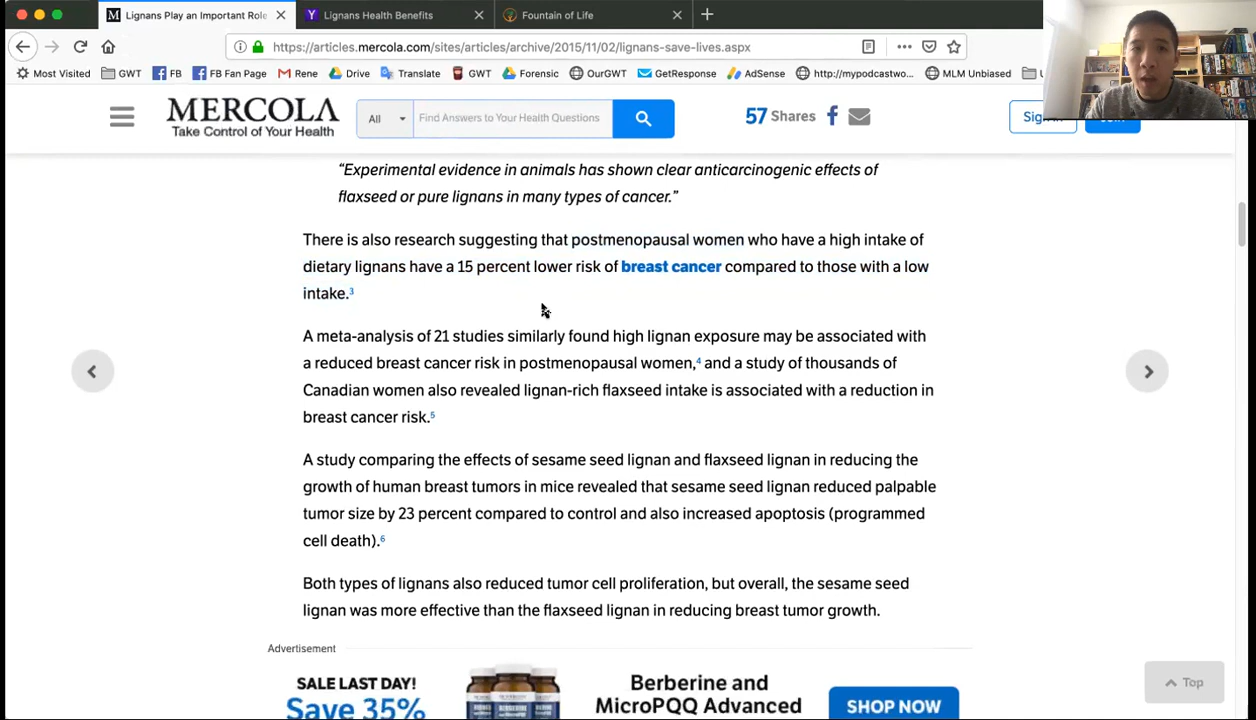 Lignans Play an Important Role
Lignans Health Benefits
Fountain of Life
https://articles.mercola.com/sites/articles/archive/2015/11/02/lignans-save-lives.aspx
Most Visited GWT FB FB Fan Page Rene Drive Translate GWT Forensic OurGWT GetResponse AdSense http://mypodcastwo... MLM Unbiased
MERCOLA
Take Control of Your Health
All
Find Answers to Your Health Questions
57 Shares
“Experimental evidence in animals has shown clear anticarcinogenic effects of
flaxseed or pure lignans in many types of cancer.”
There is also research suggesting that postmenopausal women who have a high intake of
dietary lignans have a 15 percent lower risk of breast cancer compared to those with a low
intake.3
A meta-analysis of 21 studies similarly found high lignan exposure may be associated with
a reduced breast cancer risk in postmenopausal women,4 and a study of thousands of
Canadian women also revealed lignan-rich flaxseed intake is associated with a reduction in
breast cancer risk.5
A study comparing the effects of sesame seed lignan and flaxseed lignan in reducing the
growth of human breast tumors in mice revealed that sesame seed lignan reduced palpable
tumor size by 23 percent compared to control and also increased apoptosis (programmed
cell death).6
Both types of lignans also reduced tumor cell proliferation, but overall, the sesame seed
lignan was more effective than the flaxseed lignan in reducing breast tumor growth.
Advertisement
SALE LAST DAY!
Save 35%
Berberine and
MicroPQQ Advanced
SHOP NOW
Top